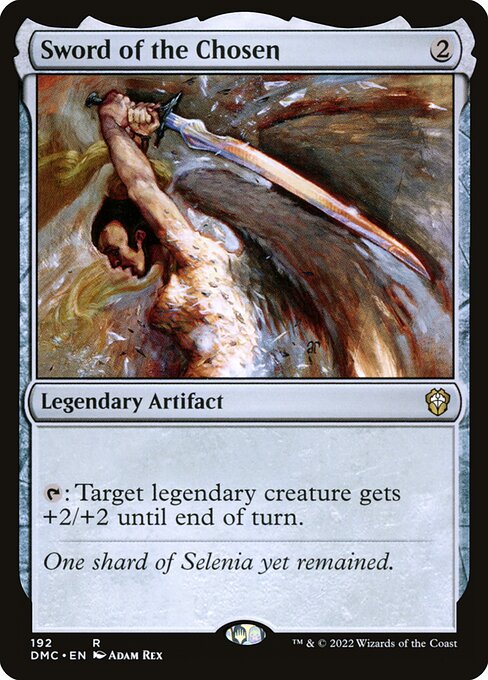 Sword of the Chosen 2
Legendary Artifact
: Target legendary creature gets
+2/+2 until end of turn.
One shard of Selenia yet remained.
192 R
DMC • EN Adam Rex
™ & © 2022 Wizards of the Coast